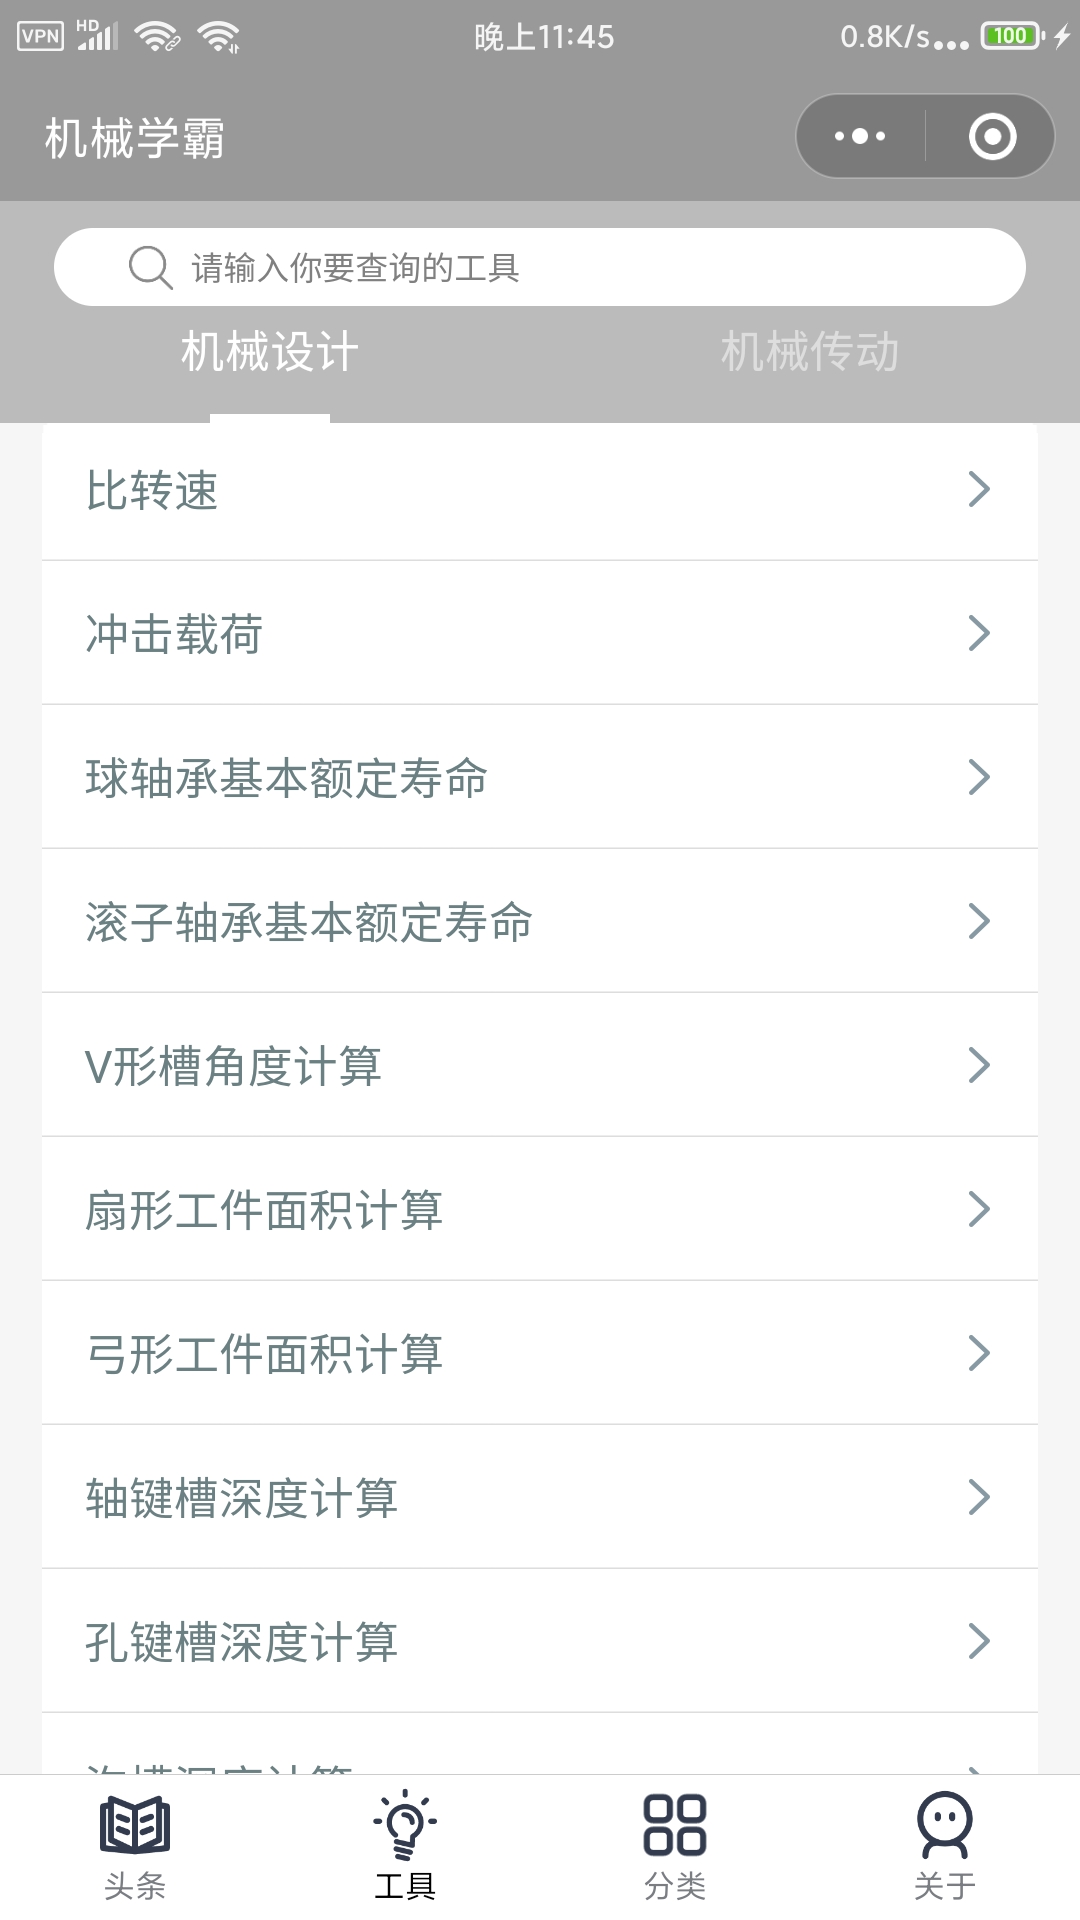 VPN HD 晚上11:45 0.8K/s... 100
机械学霸
请输入你要查询的工具
机械设计 机械传动
比转速
冲击载荷
球轴承基本额定寿命
滚子轴承基本额定寿命
V形槽角度计算
扇形工件面积计算
弓形工件面积计算
轴键槽深度计算
孔键槽深度计算
头条 工具 分类 关于